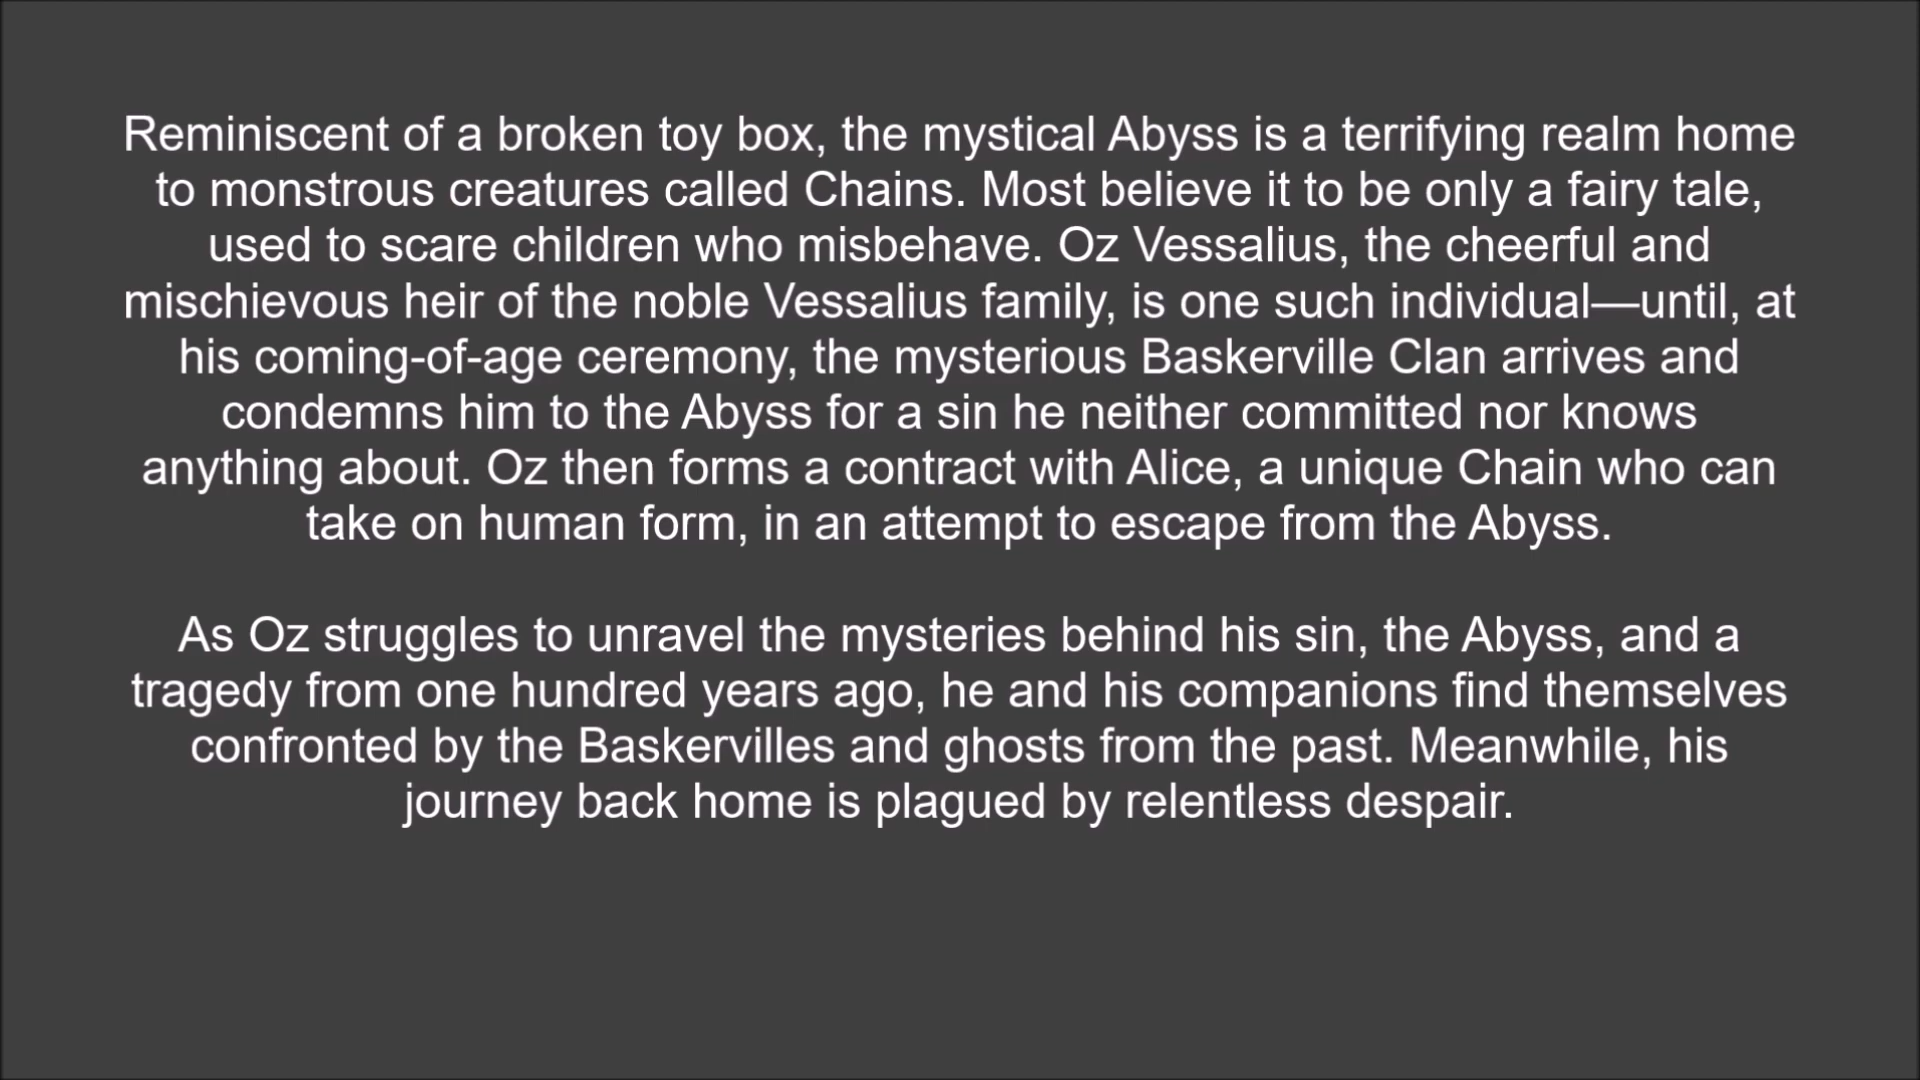 Reminiscent of a broken toy box, the mystical Abyss is a terrifying realm home
to monstrous creatures called Chains. Most believe it to be only a fairy tale,
used to scare children who misbehave. Oz Vessalius, the cheerful and
mischievous heir of the noble Vessalius family, is one such individual—until, at
his coming-of-age ceremony, the mysterious Baskerville Clan arrives and
condemns him to the Abyss for a sin he neither committed nor knows
anything about. Oz then forms a contract with Alice, a unique Chain who can
take on human form, in an attempt to escape from the Abyss.
As Oz struggles to unravel the mysteries behind his sin, the Abyss, and a
tragedy from one hundred years ago, he and his companions find themselves
confronted by the Baskervilles and ghosts from the past. Meanwhile, his
journey back home is plagued by relentless despair.